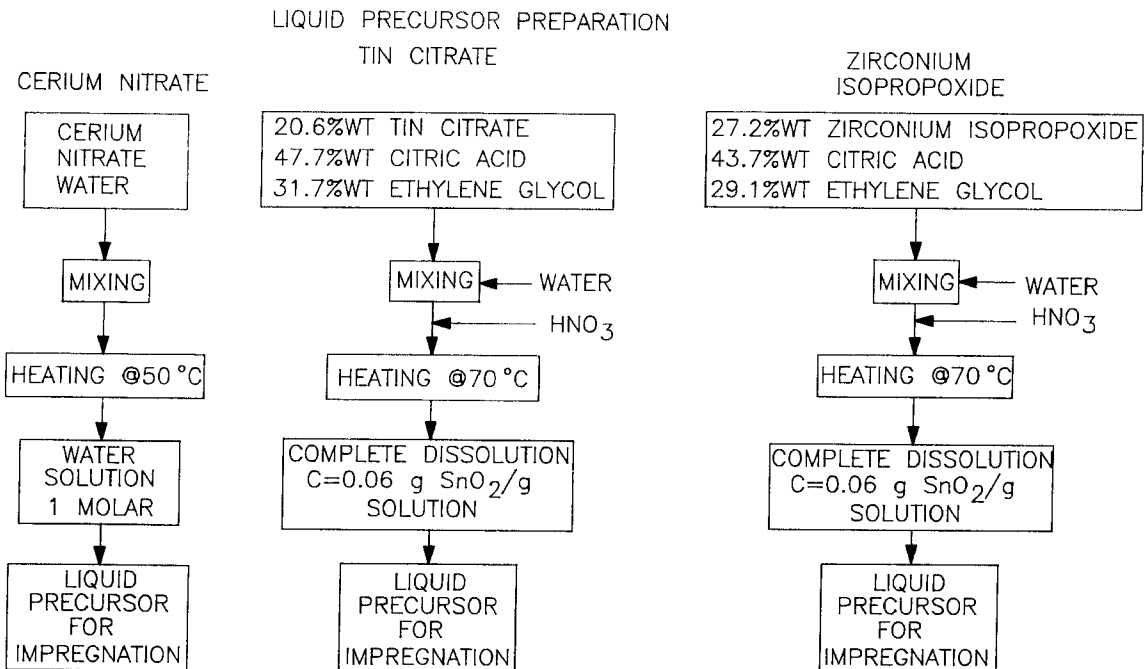 LIQUID PRECURSOR PREPARATION
TIN CITRATE
CERIUM NITRATE
CERIUM
NITRATE
WATER
MIXING
HEATING @50°C
WATER
SOLUTION
1 MOLAR
LIQUID
PRECURSOR
FOR
IMPREGNATION
20.6%WT TIN CITRATE
47.7%WT CITRIC ACID
31.7%WT ETHYLENE GLYCOL
MIXING
WATER
HNO3
HEATING @70°C
COMPLETE DISSOLUTION
C=0.06 g SnO2/g
SOLUTION
LIQUID
PRECURSOR
FOR
IMPREGNATION
ZIRCONIUM
ISOPROPOXIDE
27.2%WT ZIRCONIUM ISOPROPOXIDE
43.7%WT CITRIC ACID
29.1%WT ETHYLENE GLYCOL
MIXING
WATER
HNO3
HEATING @70°C
COMPLETE DISSOLUTION
C=0.06 g SnO2/g
SOLUTION
LIQUID
PRECURSOR
FOR
IMPREGNATION